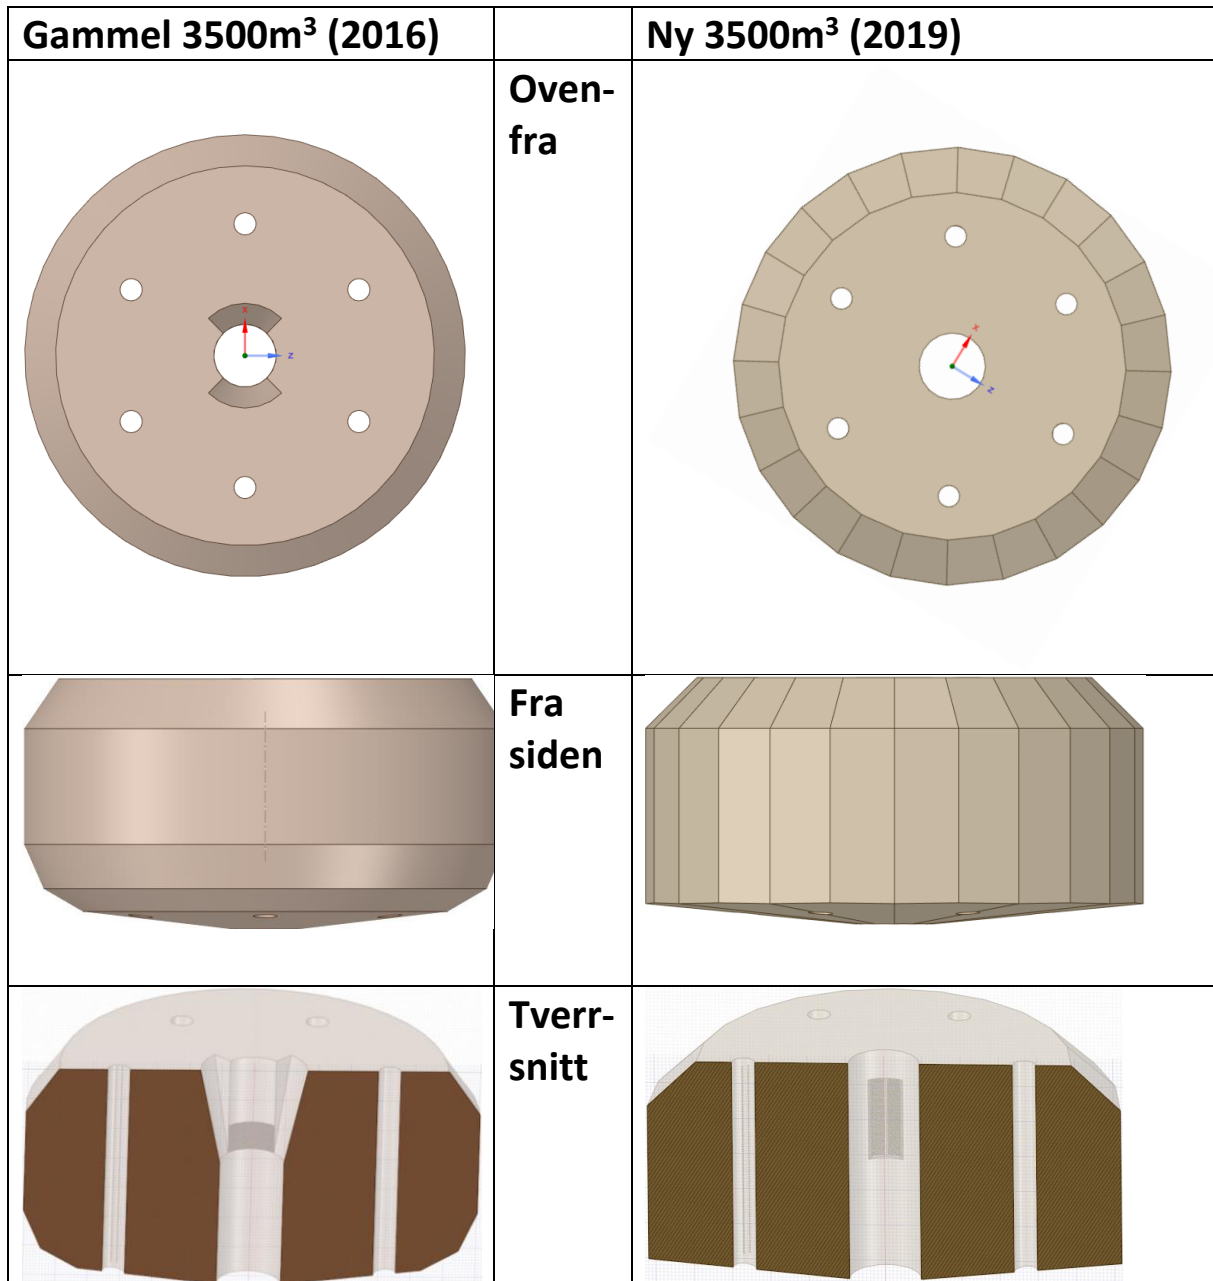 Gammel 3500m³ (2016)
Ny 3500m³ (2019)
Oven-
fra
x
z
x
z
Fra
siden
Tverr-
snitt